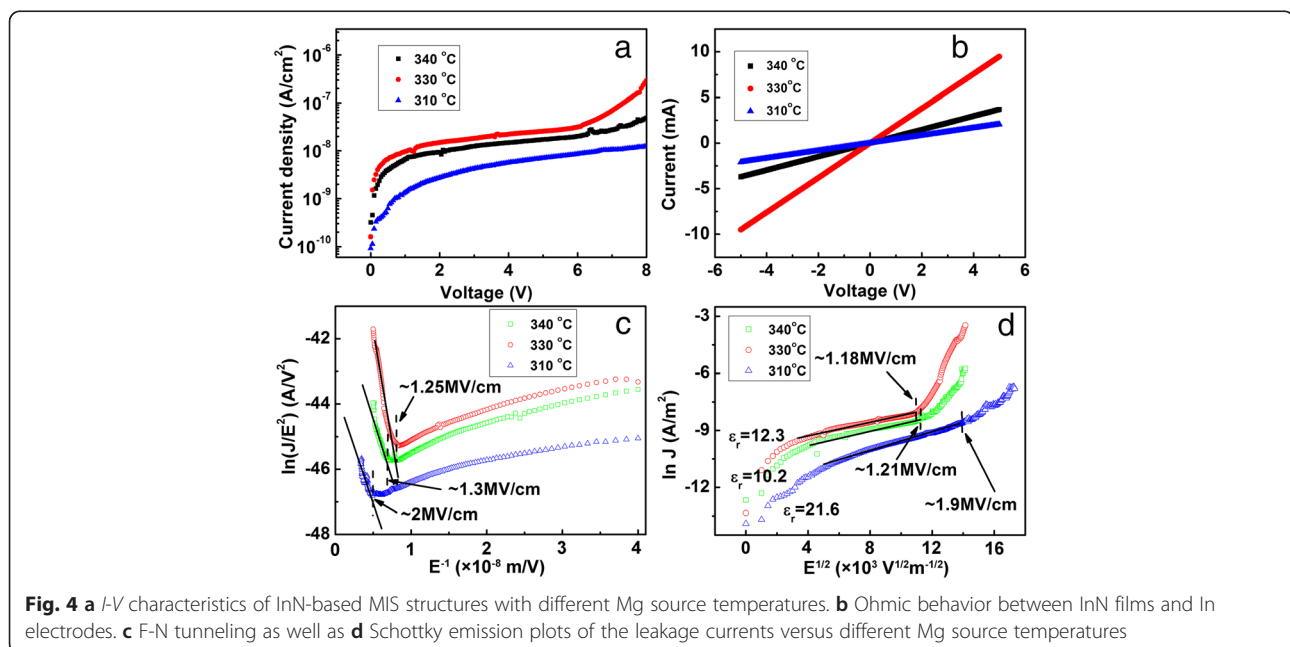 a
340 °C
330 °C
310 °C
Current density (A/cm²)
10⁻⁶
10⁻⁷
10⁻⁸
10⁻⁹
10⁻¹⁰
0 2 4 6 8
Voltage (V)
b
340 °C
330°C
310°C
Current (mA)
10
5
0
-5
-10
-6 -4 -2 0 2 4 6
Voltage (V)
c
340 °C
330 °C
310 °C
ln(J/E²) (A/V²)
-42
-44
-46
-48
~1.25MV/cm
~1.3MV/cm
~2MV/cm
1 2 3 4
E⁻¹ (×10⁻⁸ m/V)
d
340°C
330°C
310°C
ln J (A/m²)
-3
-6
-9
-12
~1.18MV/cm
εr=12.3
~1.21MV/cm
εr=10.2
~1.9MV/cm
εr=21.6
0 4 8 12 16
E¹/² (×10³ V¹/²m⁻¹/²)
Fig. 4 a I-V characteristics of InN-based MIS structures with different Mg source temperatures. b Ohmic behavior between InN films and In
electrodes. c F-N tunneling as well as d Schottky emission plots of the leakage currents versus different Mg source temperatures